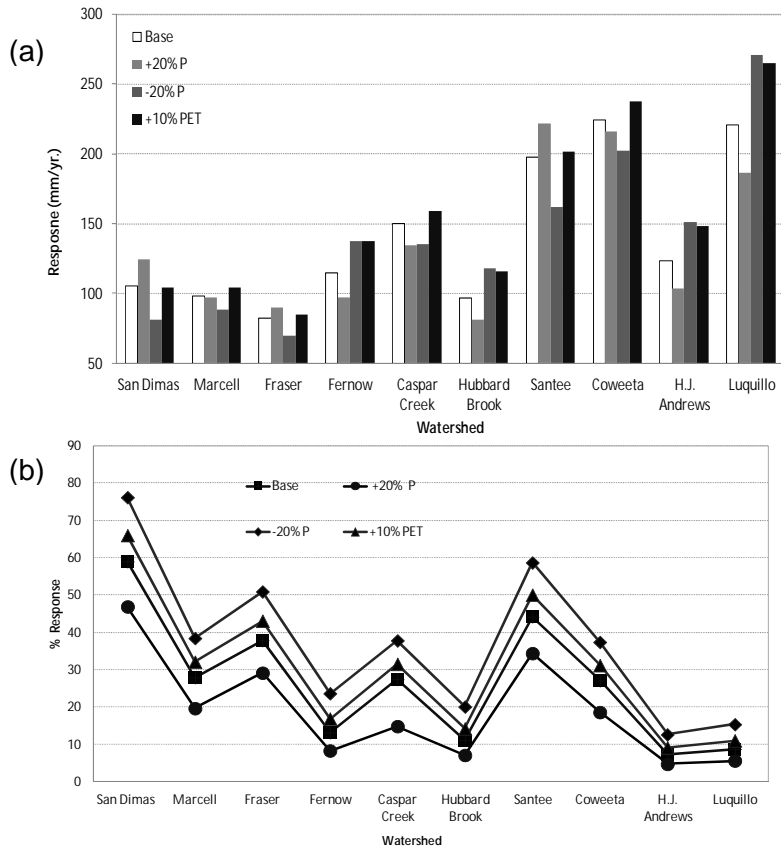 (a)
300
250
200
150
100
50
Resposne (mm/yr.)
Base
+20% P
-20% P
+10% PET
San Dimas Marcell Fraser Fernow Caspar Creek Hubbard Brook Santee Coweeta H.J. Andrews Luquillo
Watershed
(b)
90
80
70
60
50
40
30
20
10
0
% Response
Base +20% P
-20% P +10% PET
San Dimas Marcell Fraser Fernow Caspar Creek Hubbard Brook Santee Coweeta H.J. Andrews Luquillo
Watershed